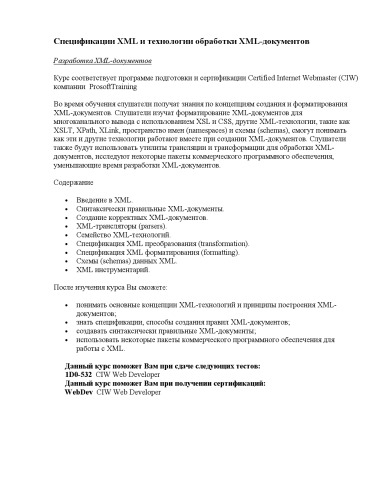 Спецификации XML и технологии обработки XML-документов
Разработка XML-документов
Курс соответствует программе подготовки и сертификации Certified Internet Webmaster (CIW)
компании ProsoftTraining
Во время обучения слушатели получат знания по концепциям создания и форматирования
XML-документов. Слушатели изучат форматирование XML-документов для
многоканального вывода с использованием XSL и CSS, другие XML-технологии, такие как
XSLT, XPath, XLink, пространство имен (namespaces) и схемы (schemas), смогут понимать
как эти и другие технологии работают вместе при создании XML-документов. Слушатели
также будут использовать утилиты трансляции и трансформации для обработки XML-
документов, исследуют некоторые пакеты коммерческого программного обеспечения,
уменьшающие время разработки XML-документов.
Содержание
• Введение в XML.
• Синтаксически правильные XML-документы.
• Создание корректных XML-документов.
• XML-трансляторы (parsers).
• Семейство XML-технологий.
• Спецификация XML преобразования (transformation).
• Спецификация XML форматирования (formatting).
• Схемы (schemas) данных XML.
• XML инструментарий.
После изучения курса Вы сможете:
• понимать основные концепции XML-технологий и принципы построения XML-
документов;
• знать спецификации, способы создания правил XML-документов;
• создавать синтаксически правильные XML-документы;
• использовать некоторые пакеты коммерческого программного обеспечения для
работы с XML.
Данный курс поможет Вам при сдаче следующих тестов:
1D0-532 CIW Web Developer
Данный курс поможет Вам при получении сертификаций:
WebDev CIW Web Developer